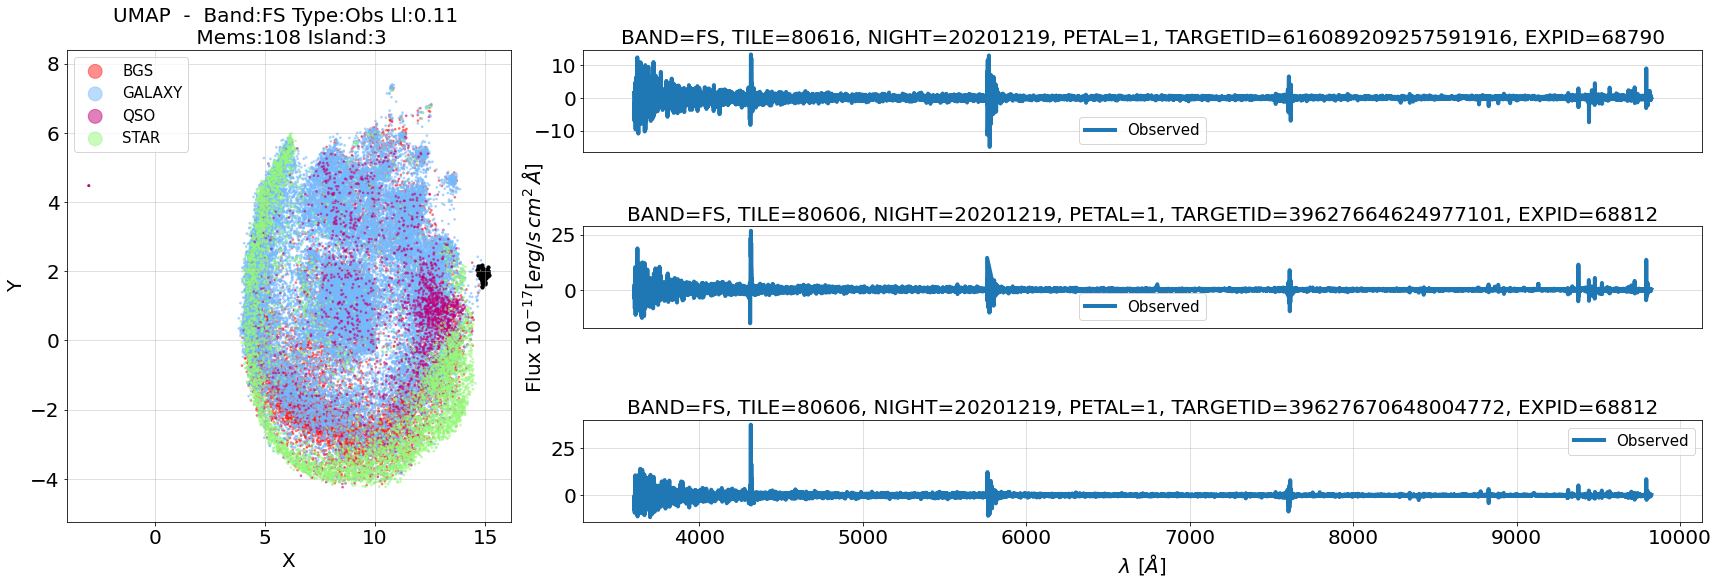 UMAP - Band:FS Type:Obs Ll:0.11
Mems:108 Island:3
8
6
4
2
0
−2
−4
Y
BGS
GALAXY
QSO
STAR
0
5
10
15
X
BAND=FS, TILE=80616, NIGHT=20201219, PETAL=1, TARGETID=616089209257591916, EXPID=68790
10
0
−10
Observed
Flux 10⁻¹⁷[erg/s cm² Å]
BAND=FS, TILE=80606, NIGHT=20201219, PETAL=1, TARGETID=39627664624977101, EXPID=68812
25
0
Observed
BAND=FS, TILE=80606, NIGHT=20201219, PETAL=1, TARGETID=39627670648004772, EXPID=68812
25
0
Observed
4000
5000
6000
7000
8000
9000
10000
λ [Å]